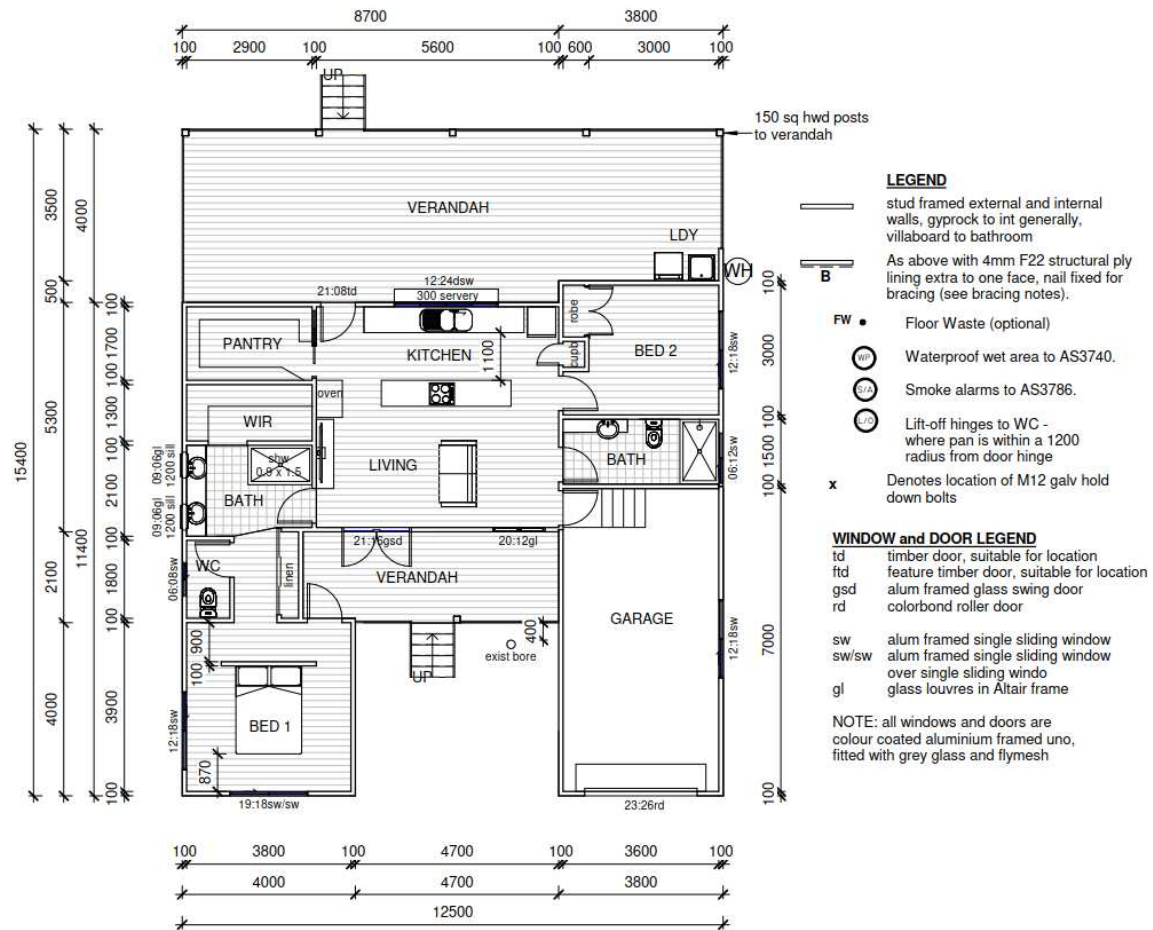 8700 3800
100 2900 100 5600 100 600 3000 100
UP
150 sq hwd posts
to verandah
VERANDAH
LDY
WH
12:24dsw
300 servery
21:08td
PANTRY
KITCHEN
1100
robe
cupb
BED 2
12:18sw
oven
WIR
LIVING
shw
0.9 x 1.5
BATH
09:06gl
1200 sill
09:06gl
1200 sill
BATH
06:12sw
WC
06:08sw
linen
21:16gsd
20:12gl
VERANDAH
400
exist bore
UP
GARAGE
12:18sw
900
100
BED 1
12:18sw
870
19:18sw/sw
23:26rd
15400
3500
500
5300
2100
4000
4000
11400
100
1700
100
1300
100
2100
100
1800
100
3900
100
100
3000
100
1500
100
7000
100
100 3800 100 4700 100 3600 100
4000 4700 3800
12500
LEGEND
stud framed external and internal
walls, gyprock to int generally,
villaboard to bathroom
B
As above with 4mm F22 structural ply
lining extra to one face, nail fixed for
bracing (see bracing notes).
FW Floor Waste (optional)
WP Waterproof wet area to AS3740.
S/A Smoke alarms to AS3786.
L/O Lift-off hinges to WC -
where pan is within a 1200
radius from door hinge
x Denotes location of M12 galv hold
down bolts
WINDOW and DOOR LEGEND
td timber door, suitable for location
ftd feature timber door, suitable for location
gsd alum framed glass swing door
rd colorbond roller door
sw alum framed single sliding window
sw/sw alum framed single sliding window
over single sliding windo
gl glass louvres in Altair frame
NOTE: all windows and doors are
colour coated aluminium framed uno,
fitted with grey glass and flymesh